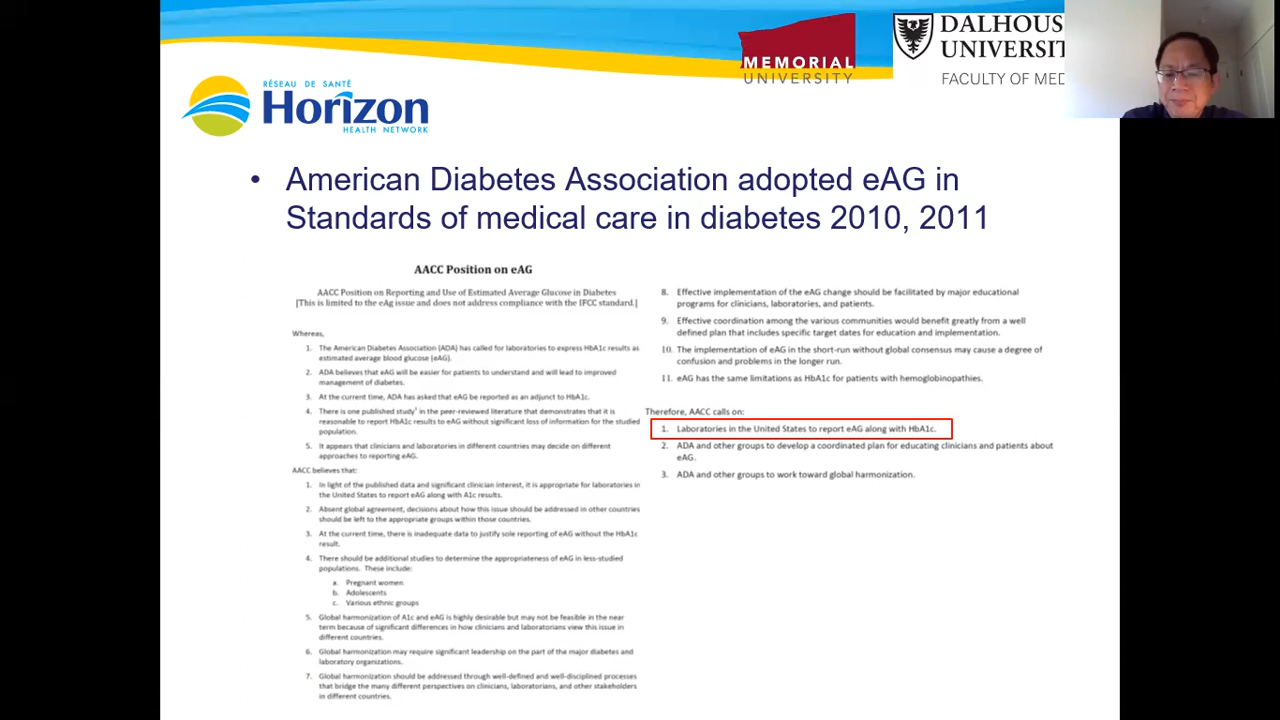 MEMORIAL
UNIVERSITY
DALHOUS
UNIVERSIT
FACULTY OF MED
RÉSEAU DE SANTÉ
Horizon
HEALTH NETWORK
• American Diabetes Association adopted eAG in
Standards of medical care in diabetes 2010, 2011
AACC Position on eAG
AACC Position on Reporting and Use of Estimated Average Glucose in Diabetes
[This is limited to the eAg issue and does not address compliance with the IFCC standard.]
Whereas,
1. The American Diabetes Association (ADA) has called for laboratories to express HbA1c results as
estimated average blood glucose (eAG).
2. ADA believes that eAG will be easier for patients to understand and will lead to improved
management of diabetes.
3. At the current time, ADA has asked that eAG be reported as an adjunct to HbA1c.
4. There is one published study¹ in the peer-reviewed literature that demonstrates that it is
reasonable to report HbA1c results to eAG without significant loss of information for the studied
population.
5. It appears that clinicians and laboratories in different countries may decide on different
approaches to reporting eAG.
AACC believes that:
1. In light of the published data and significant clinician interest, it is appropriate for laboratories in
the United States to report eAG along with A1c results.
2. Absent global agreement, decisions about how this issue should be addressed in other countries
should be left to the appropriate groups within those countries.
3. At the current time, there is inadequate data to justify sole reporting of eAG without the HbA1c
result.
4. There should be additional studies to determine the appropriateness of eAG in less-studied
populations. These include:
a. Pregnant women
b. Adolescents
c. Various ethnic groups
5. Global harmonization of A1c and eAG is highly desirable but may not be feasible in the near
term because of significant differences in how clinicians and laboratorians view this issue in
different countries.
6. Global harmonization may require significant leadership on the part of the major diabetes and
laboratory organizations.
7. Global harmonization should be addressed through well-defined and well-disciplined processes
that bridge the many different perspectives on clinicians, laboratorians, and other stakeholders
in different countries.
8. Effective implementation of the eAG change should be facilitated by major educational
programs for clinicians, laboratories, and patients.
9. Effective coordination among the various communities would benefit greatly from a well
defined plan that includes specific target dates for education and implementation.
10. The implementation of eAG in the short-run without global consensus may cause a degree of
confusion and problems in the longer run.
11. eAG has the same limitations as HbA1c for patients with hemoglobinopathies.
Therefore, AACC calls on:
1. Laboratories in the United States to report eAG along with HbA1c.
2. ADA and other groups to develop a coordinated plan for educating clinicians and patients about
eAG.
3. ADA and other groups to work toward global harmonization.